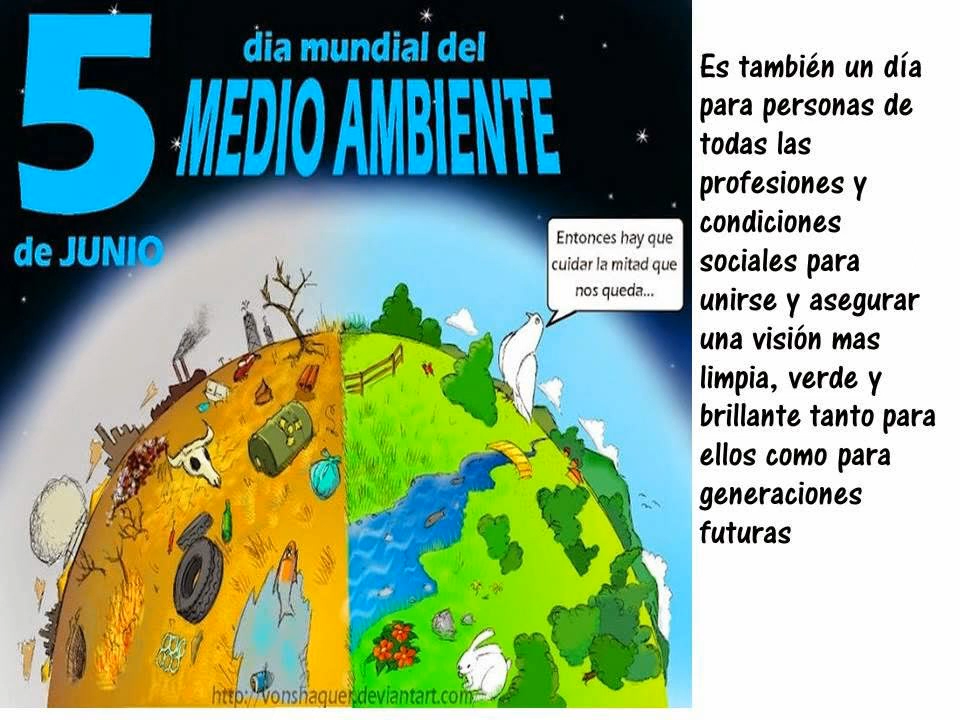 5
de JUNIO
dia mundial del
MEDIO AMBIENTE
Entonces hay que
cuidar la mitad que
nos queda...
http://vonshaquer.deviantart.com
Es también un día
para personas de
todas las
profesiones y
condiciones
sociales para
unirse y asegurar
una visión mas
limpia, verde y
brillante tanto para
ellos como para
generaciones
futuras